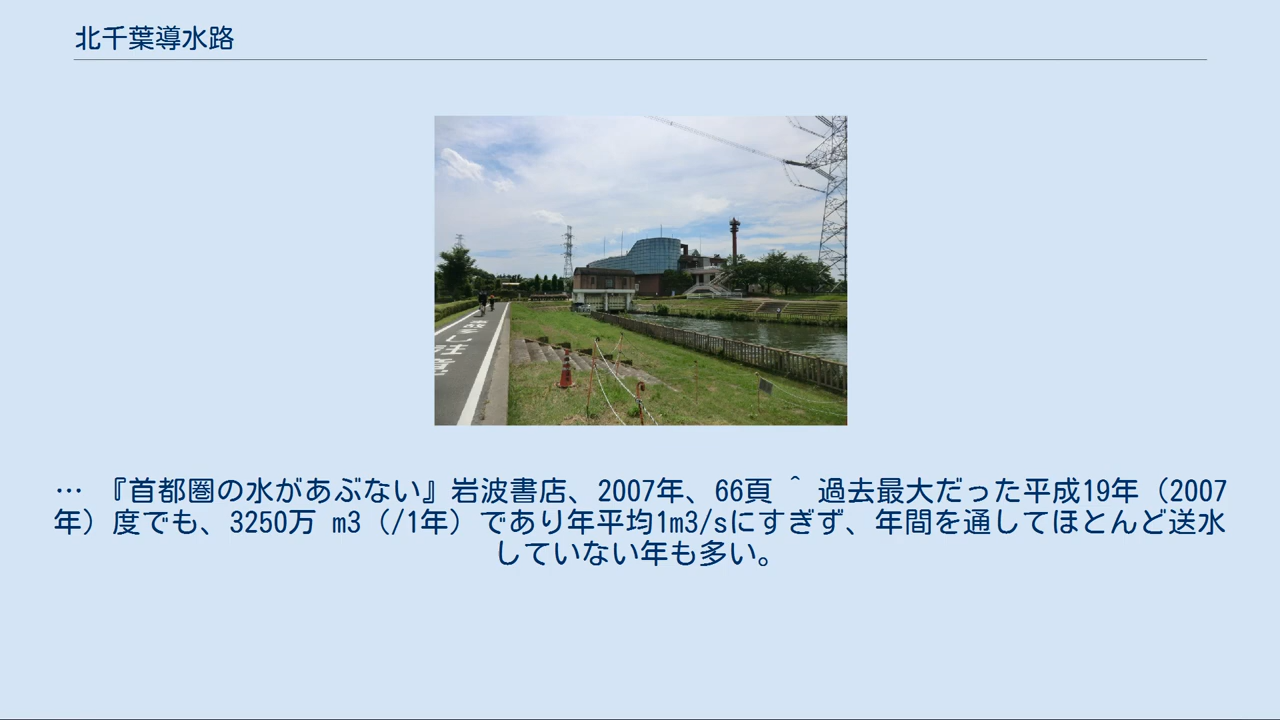 北千葉導水路
… 『首都圏の水があぶない』岩波書店、2007年、66頁 ^ 過去最大だった平成19年（2007
年）度でも、3250万 m3（/1年）であり年平均1m3/sにすぎず、年間を通してほとんど送水
していない年も多い。